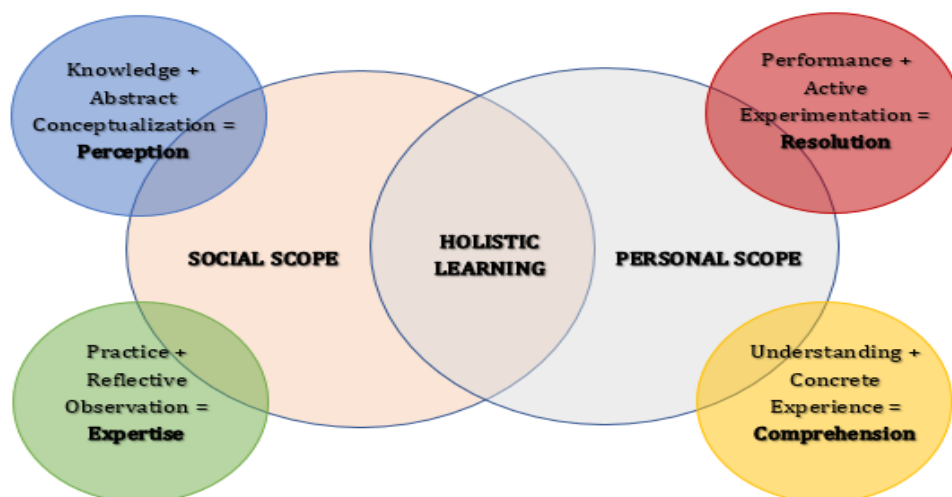 Knowledge +
Abstract
Conceptualization =
Perception
Performance +
Active
Experimentation =
Resolution
SOCIAL SCOPE
HOLISTIC
LEARNING
PERSONAL SCOPE
Practice +
Reflective
Observation =
Expertise
Understanding +
Concrete
Experience =
Comprehension